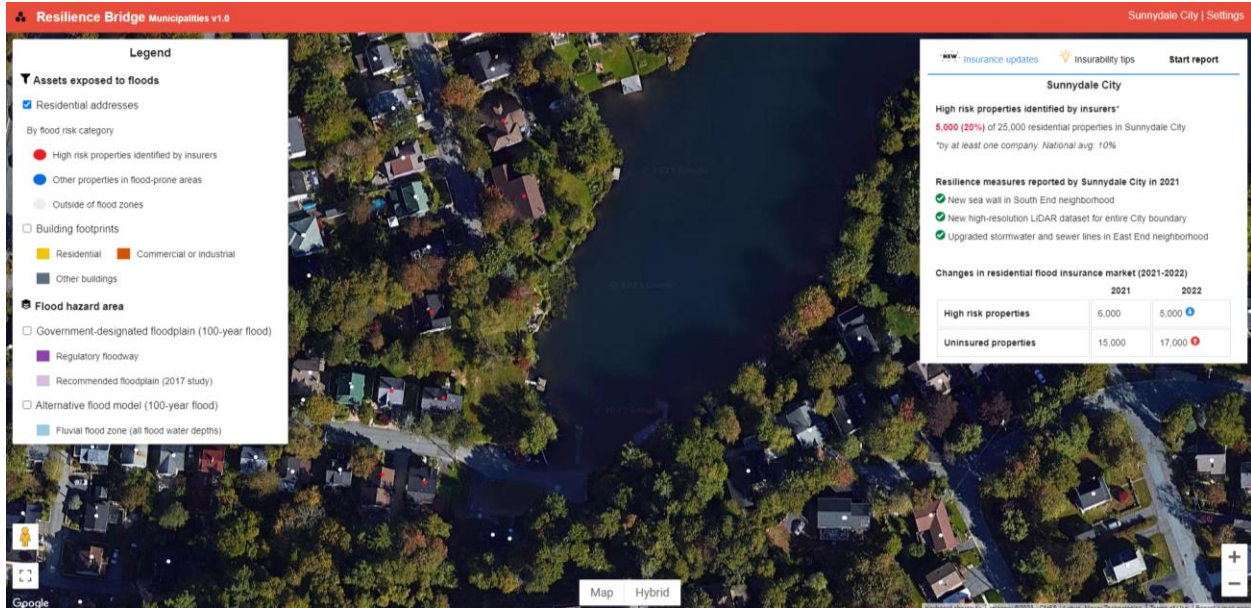 Resilience Bridge Municipalities v1.0
Sunnydale City | Settings
Legend
Assets exposed to floods
Residential addresses
By flood risk category
High risk properties identified by insurers
Other properties in flood-prone areas
Outside of flood zones
Building footprints
Residential Commercial or industrial
Other buildings
Flood hazard area
Government-designated floodplain (100-year flood)
Regulatory floodway
Recommended floodplain (2017 study)
Alternative flood model (100-year flood)
Fluvial flood zone (all flood water depths)
NEW Insurance updates Insurability tips Start report
Sunnydale City
High risk properties identified by insurers*
5,000 (20%) of 25,000 residential properties in Sunnydale City
*by at least one company. National avg: 10%
Resilience measures reported by Sunnydale City in 2021
New sea wall in South End neighborhood
New high-resolution LiDAR dataset for entire City boundary
Upgraded stormwater and sewer lines in East End neighborhood
Changes in residential flood insurance market (2021-2022)
2021 2022
High risk properties 6,000 5,000
Uninsured properties 15,000 17,000
Map Hybrid
+
−
Google